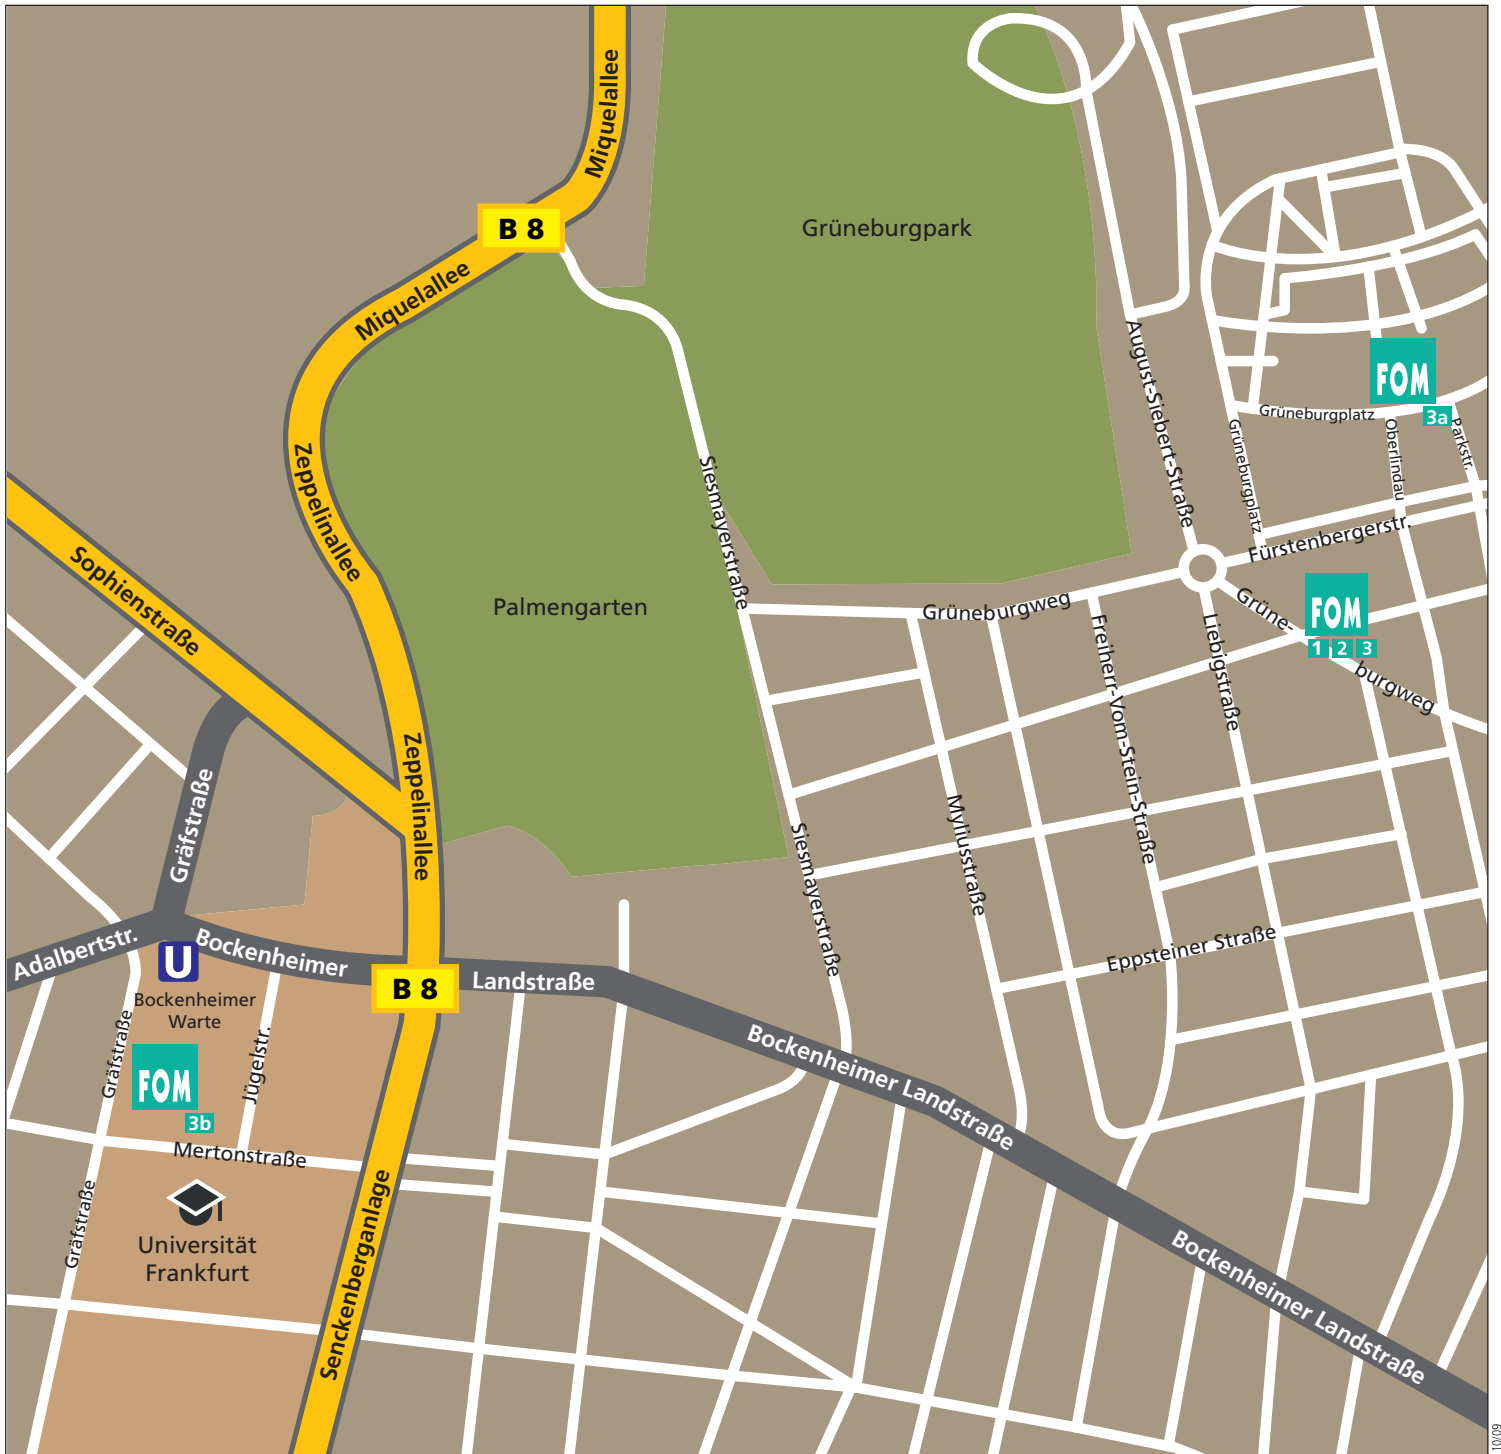 Miquelallee
B 8
Grüneburgpark
Miquelallee
August-Siebert-Straße
FOM
3a
Grüneburgplatz
Grüneburgplatz
Oberlindau
Parkstr.
Zeppelinallee
Siesmayerstraße
Fürstenbergerstr.
Sophienstraße
Palmengarten
Grüneburgweg
Grüne-
burgweg
FOM
1 2 3
Freiherr-Vom-Stein-Straße
Liebigstraße
Zeppelinallee
Gräfstraße
Myliusstraße
Siesmayerstraße
Eppsteiner Straße
Adalbertstr.
Bockenheimer
B 8
Landstraße
U
Bockenheimer
Warte
Gräfstraße
Jügelstr.
FOM
3b
Bockenheimer Landstraße
Mertonstraße
Gräfstraße
Universität
Frankfurt
Senckenberganlage
Bockenheimer Landstraße
10/09